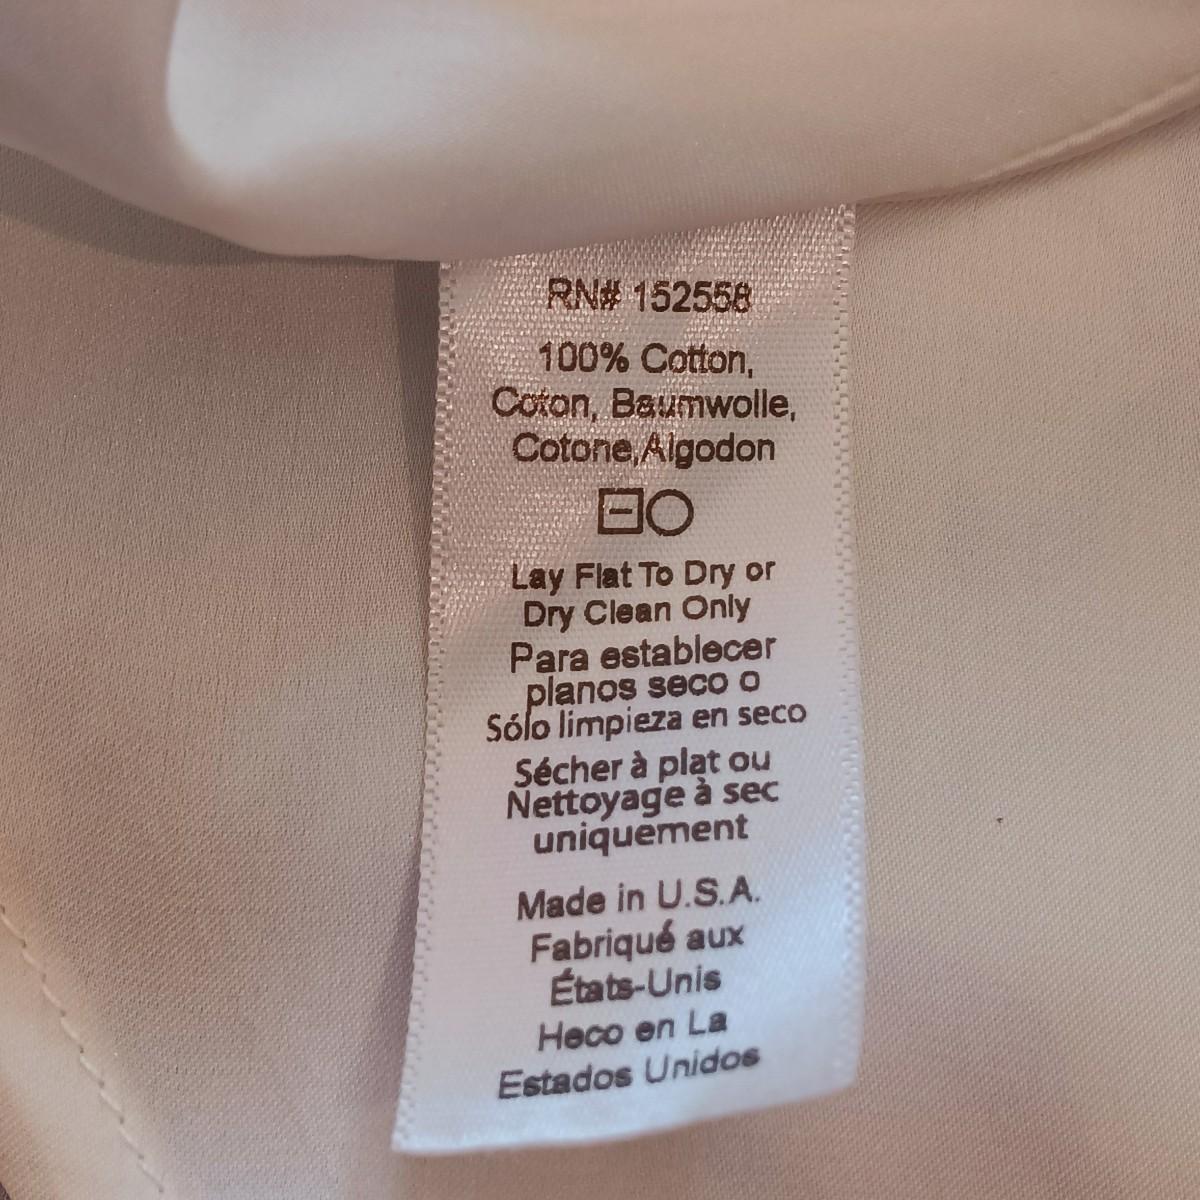 RN# 152558
100% Cotton,
Coton, Baumwolle,
Cotone,Algodon
Lay Flat To Dry or
Dry Clean Only
Para establecer
planos seco o
Sólo limpieza en seco
Sécher à plat ou
Nettoyage à sec
uniquement
Made in U.S.A.
Fabriqué aux
États-Unis
Heco en La
Estados Unidos